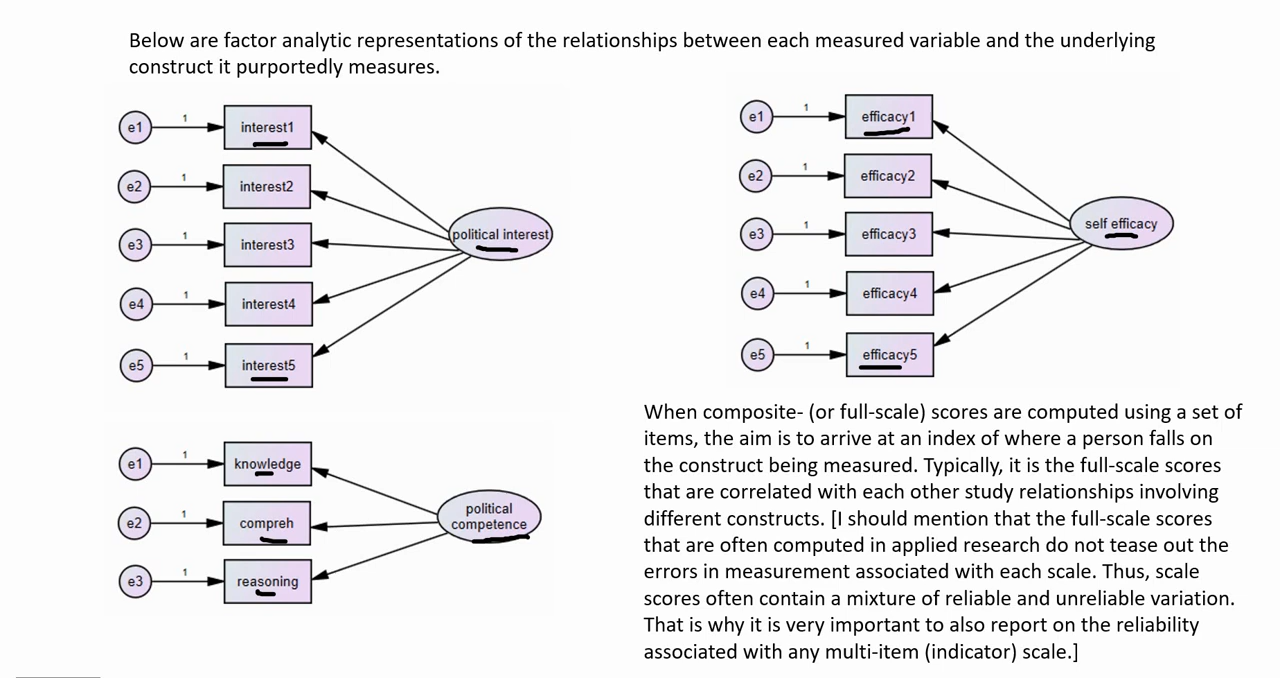 Below are factor analytic representations of the relationships between each measured variable and the underlying
construct it purportedly measures.
e1 1 interest1
e2 1 interest2
e3 1 interest3
e4 1 interest4
e5 1 interest5
political interest
e1 1 efficacy1
e2 1 efficacy2
e3 1 efficacy3
e4 1 efficacy4
e5 1 efficacy5
self efficacy
e1 1 knowledge
e2 1 compreh
e3 1 reasoning
political
competence
When composite- (or full-scale) scores are computed using a set of
items, the aim is to arrive at an index of where a person falls on
the construct being measured. Typically, it is the full-scale scores
that are correlated with each other study relationships involving
different constructs. [I should mention that the full-scale scores
that are often computed in applied research do not tease out the
errors in measurement associated with each scale. Thus, scale
scores often contain a mixture of reliable and unreliable variation.
That is why it is very important to also report on the reliability
associated with any multi-item (indicator) scale.]